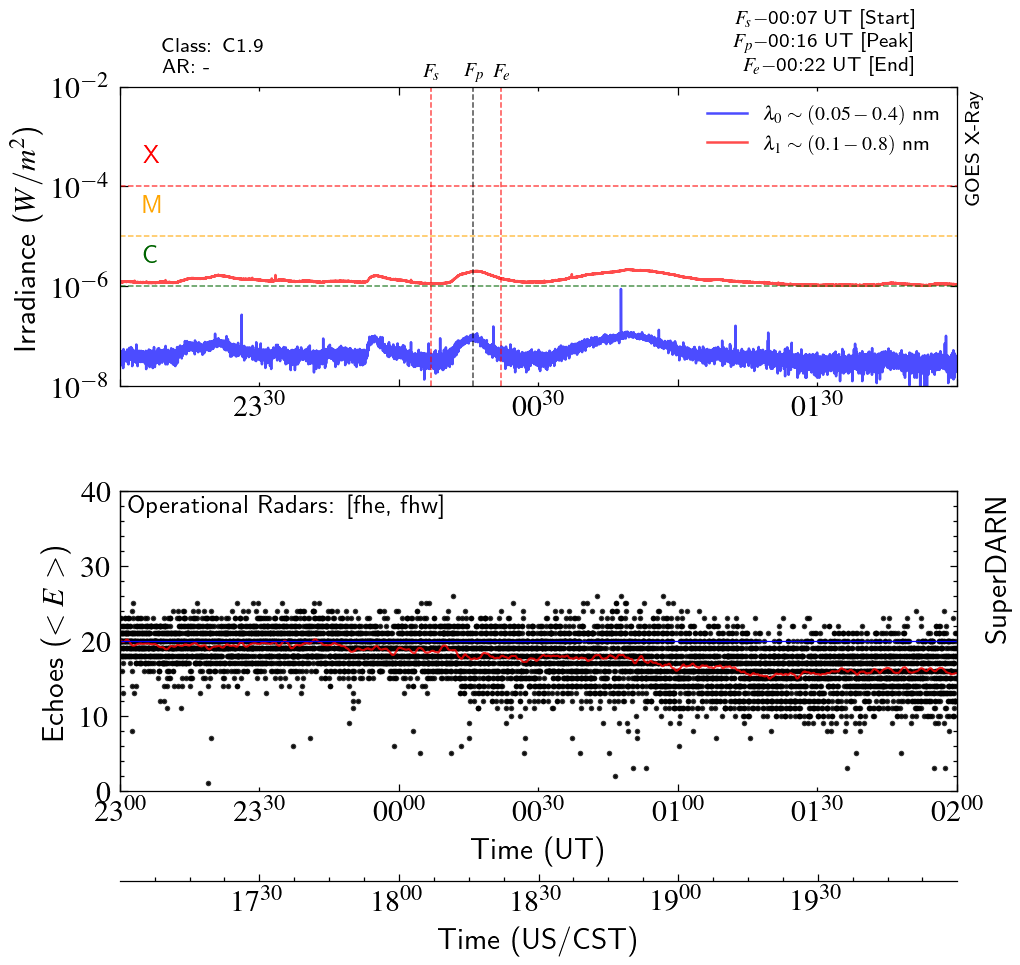 F_s−00:07 UT [Start]
Class: C1.9
F_p−00:16 UT [Peak]
AR: -
F_e−00:22 UT [End]
F_s F_p F_e
10^−2
λ_0 ∼ (0.05 − 0.4) nm
λ_1 ∼ (0.1 − 0.8) nm
GOES X-Ray
X
10^−4
M
C
10^−6
10^−8
Irradiance (W/m^2)
23^30 00^30 01^30
40
Operational Radars: [fhe, fhw]
30
20
10
0
Echoes (< E >)
SuperDARN
23^00 23^30 00^00 00^30 01^00 01^30 02^00
Time (UT)
17^30 18^00 18^30 19^00 19^30
Time (US/CST)